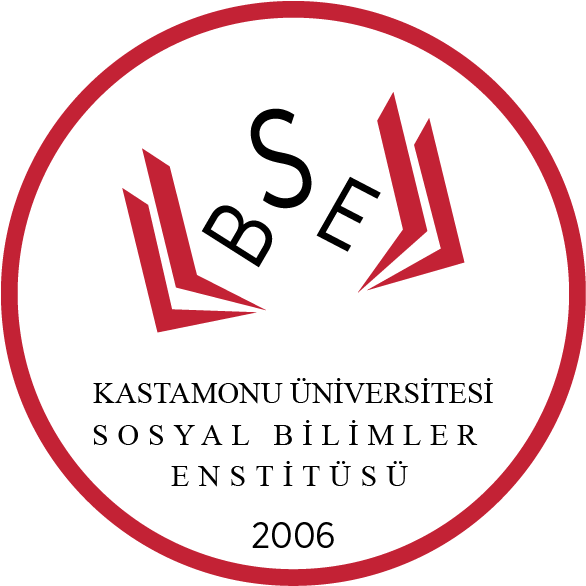 BSE
KASTAMONU ÜNİVERSİTESİ
SOSYAL BİLİMLER
ENSTİTÜSÜ
2006